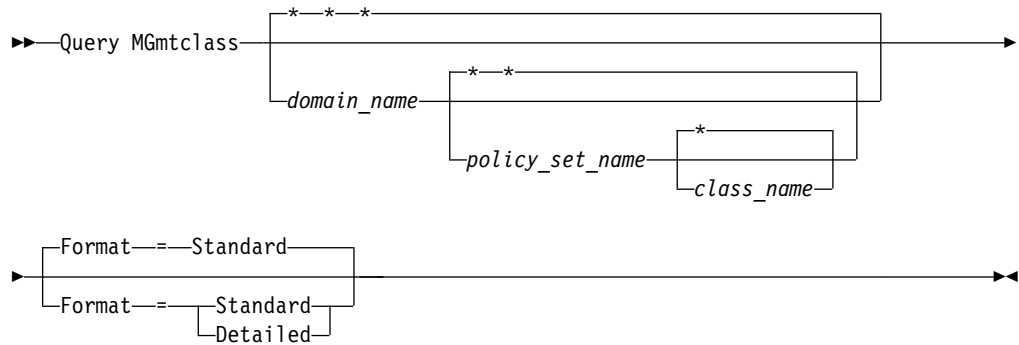 * * *
Query MGmtclass
* *
domain_name
*
policy_set_name
class_name
Format = Standard
Format = Standard
Detailed